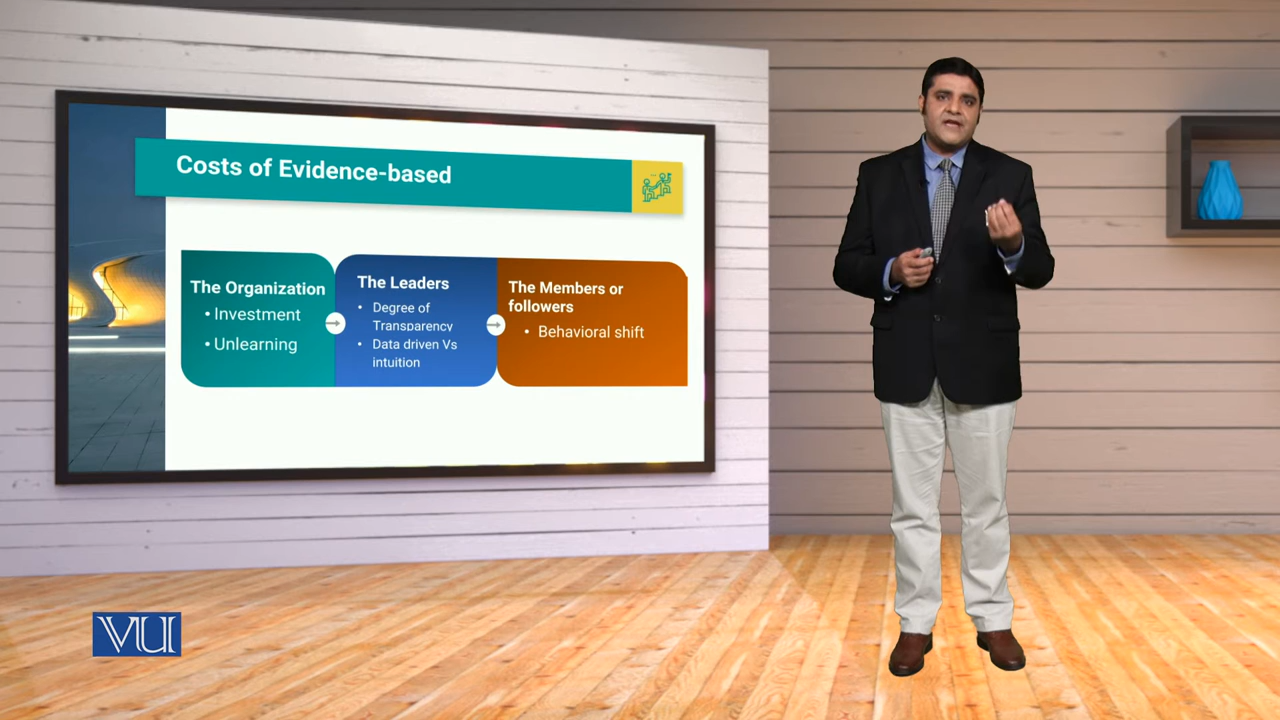 Costs of Evidence-based
The Organization
• Investment
• Unlearning
The Leaders
• Degree of
Transparency
• Data driven Vs
intuition
The Members or
followers
• Behavioral shift
VU